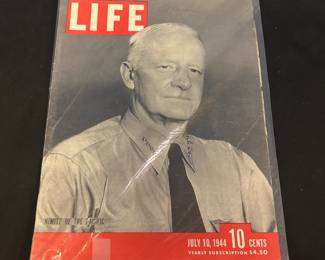 LIFE
NIMITZ OF THE PACIFIC
JULY 10, 1944 10 CENTS
YEARLY SUBSCRIPTION $4.50